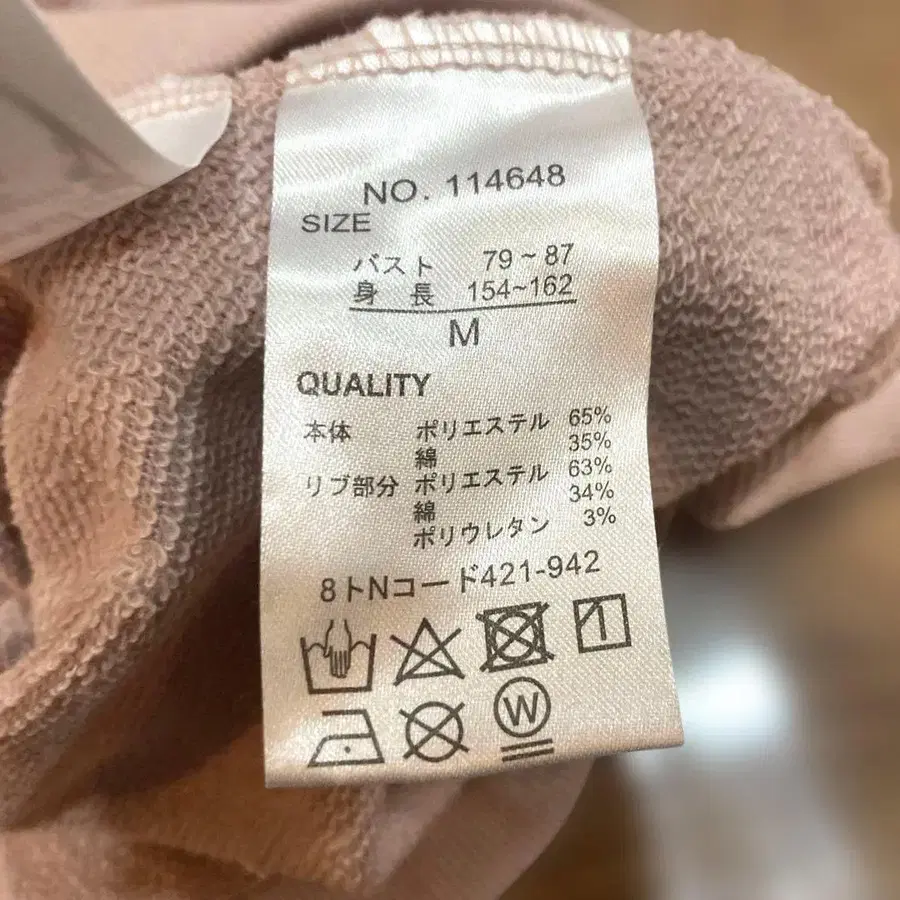 NO. 114648
SIZE
バスト 79~87
身 長 154~162
M
QUALITY
本体 ポリエステル 65%
綿 35%
リブ部分 ポリエステル 63%
綿 34%
ポリウレタン 3%
8トNコード421-942
W